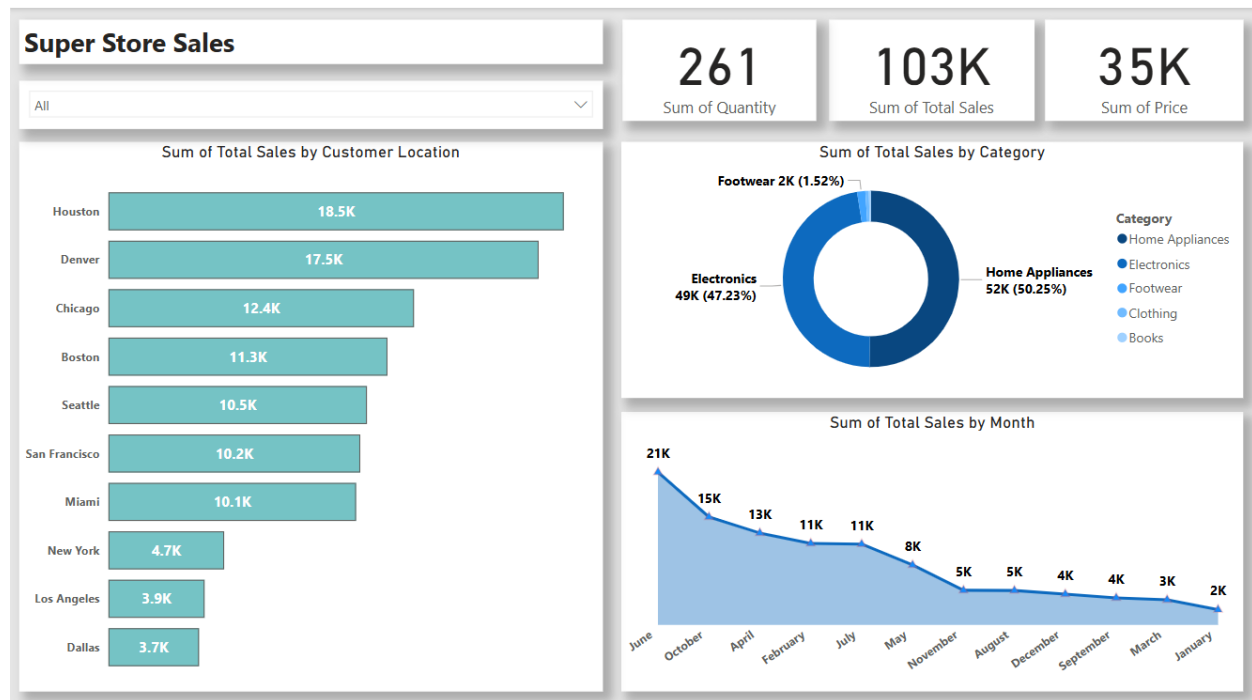 Super Store Sales
All
261
Sum of Quantity
103K
Sum of Total Sales
35K
Sum of Price
Sum of Total Sales by Customer Location
Houston 18.5K
Denver 17.5K
Chicago 12.4K
Boston 11.3K
Seattle 10.5K
San Francisco 10.2K
Miami 10.1K
New York 4.7K
Los Angeles 3.9K
Dallas 3.7K
Sum of Total Sales by Category
Footwear 2K (1.52%)
Electronics
49K (47.23%)
Home Appliances
52K (50.25%)
Category
Home Appliances
Electronics
Footwear
Clothing
Books
Sum of Total Sales by Month
21K 15K 13K 11K 11K 8K 5K 5K 4K 4K 3K 2K
June October April February July May November August December September March January